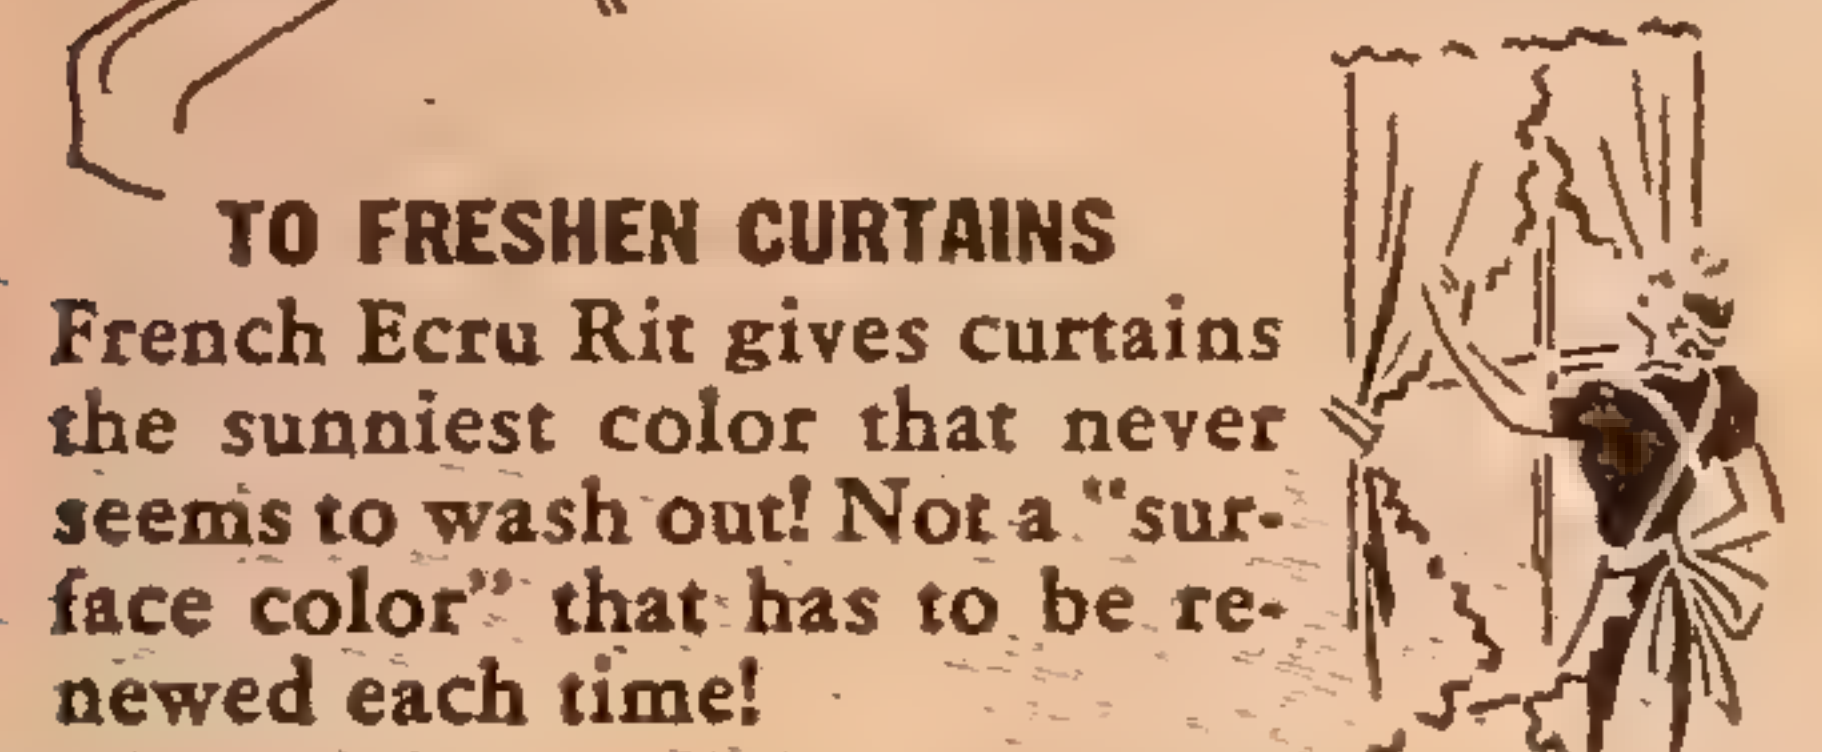 TO FRESHEN CURTAINS
French Ecru Rit gives curtains
the sunniest color that never
seems to wash out! Not a “sur-
face color” that has to be re-
newed each time!